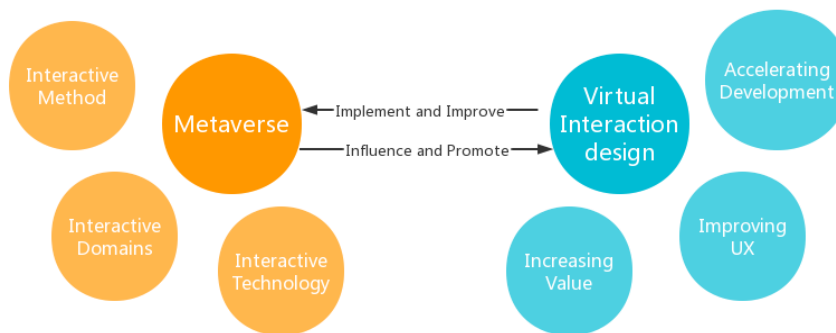 Interactive
Method
Metaverse
Implement and Improve
Influence and Promote
Virtual
Interaction
design
Accelerating
Development
Interactive
Domains
Interactive
Technology
Increasing
Value
Improving
UX